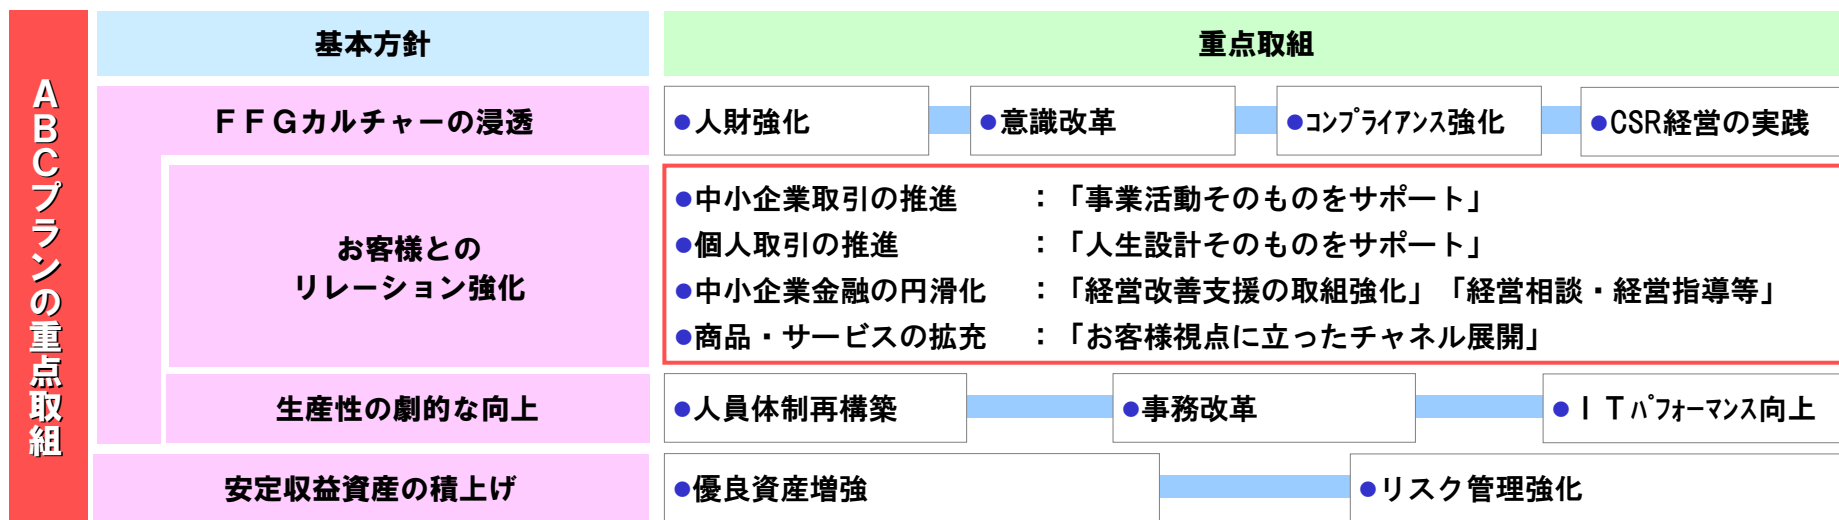 ABCプランの重点取組
基本方針
重点取組
FFGカルチャーの浸透
●人財強化
●意識改革
●コンプライアンス強化
●CSR経営の実践
お客様との
リレーション強化
●中小企業取引の推進 :「事業活動そのものをサポート」
●個人取引の推進 :「人生設計そのものをサポート」
●中小企業金融の円滑化 :「経営改善支援の取組強化」「経営相談・経営指導等」
●商品・サービスの拡充 :「お客様視点に立ったチャネル展開」
生産性の劇的な向上
●人員体制再構築
●事務改革
●ITパフォーマンス向上
安定収益資産の積上げ
●優良資産増強
●リスク管理強化